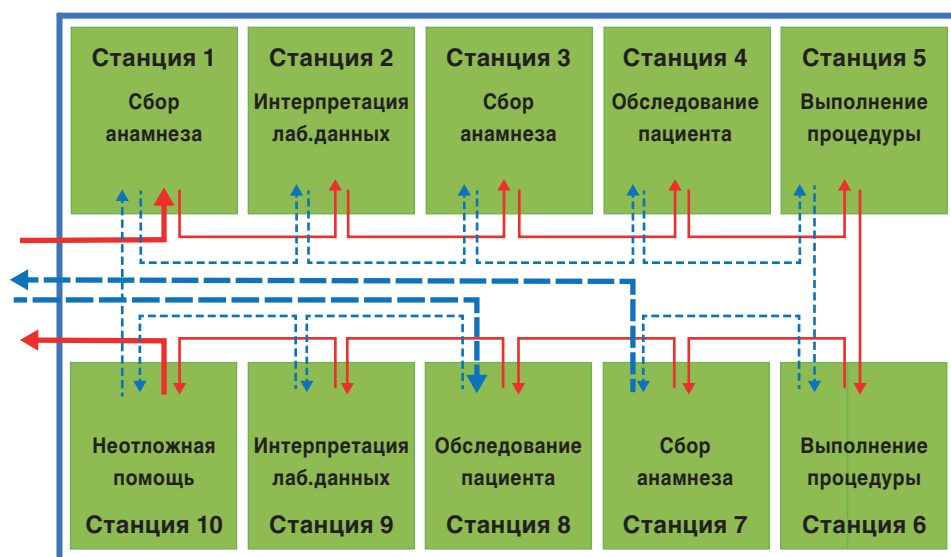 Станция 1
Сбор
анамнеза
Станция 2
Интерпретация
лаб.данных
Станция 3
Сбор
анамнеза
Станция 4
Обследование
пациента
Станция 5
Выполнение
процедуры
Неотложная
помощь
Станция 10
Интерпретация
лаб.данных
Станция 9
Обследование
пациента
Станция 8
Сбор
анамнеза
Станция 7
Выполнение
процедуры
Станция 6